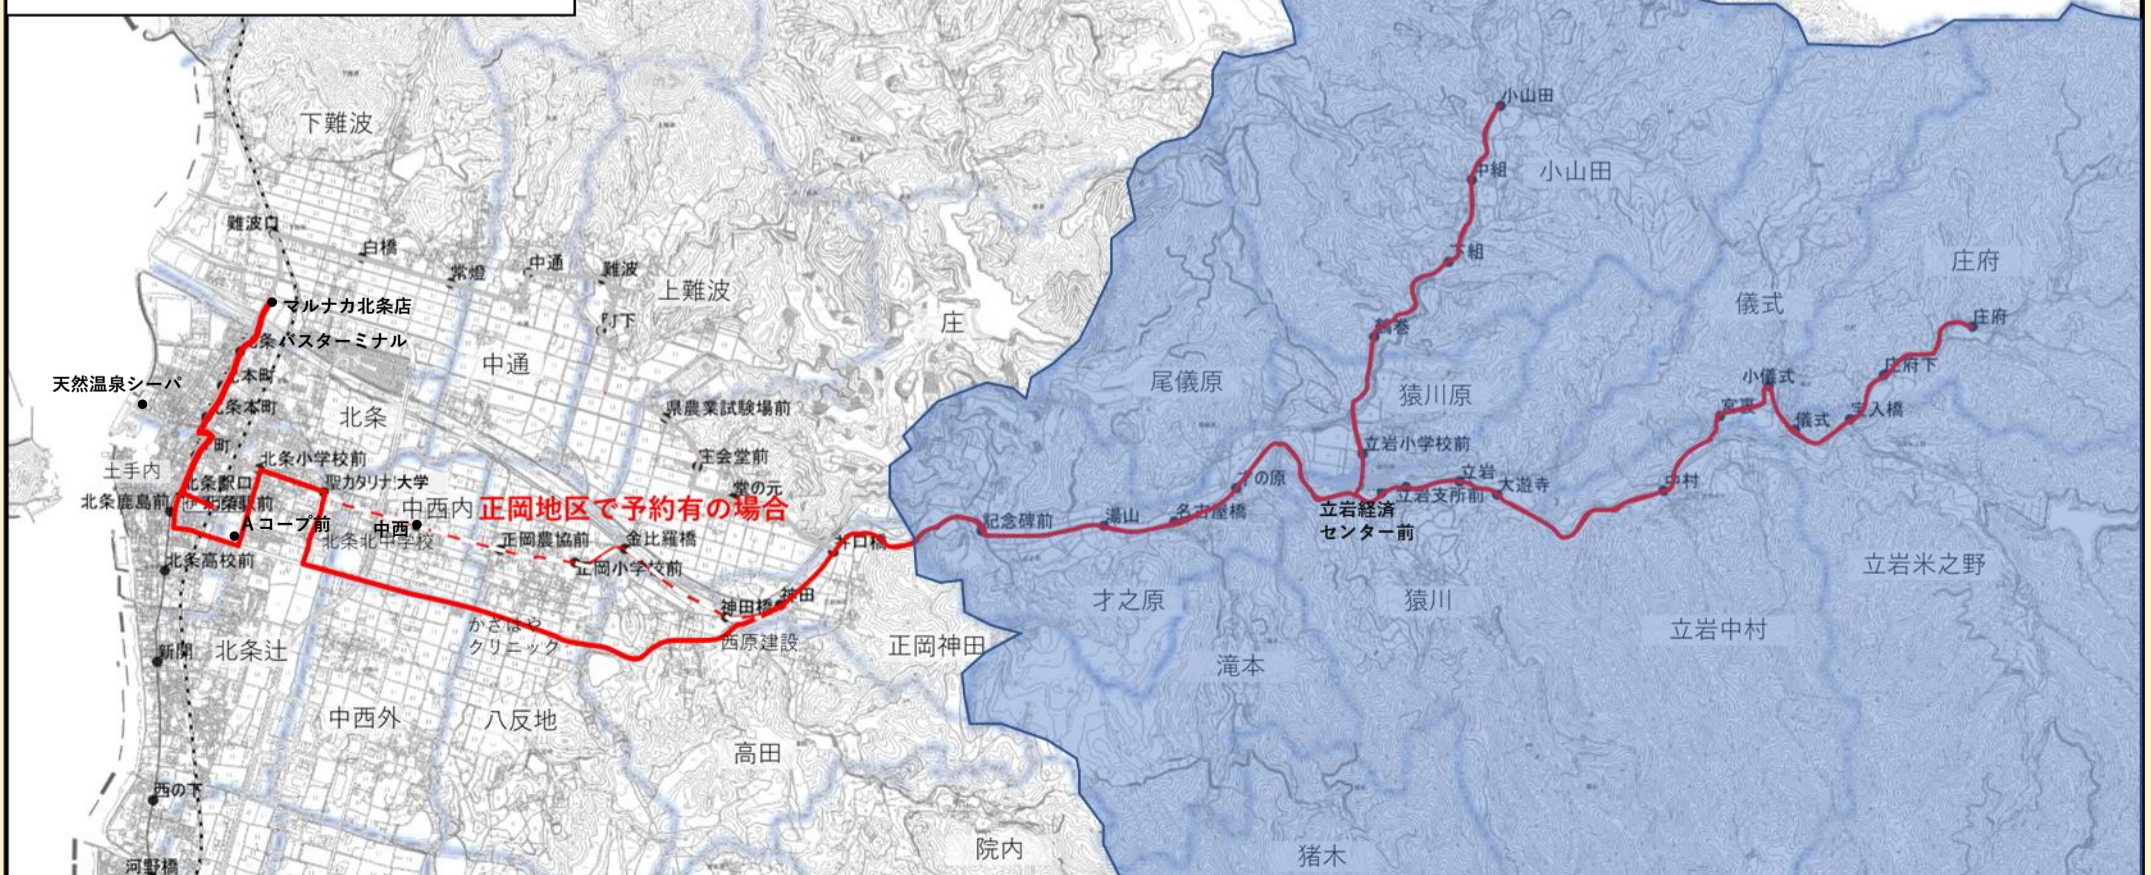 小山田
小山田
中組
下難波
難波口
白橋
常燈
中通
難波
下組
庄府
上難波
儀式
マルナカ北条店
町下
庄
庄府
鶴巻
バスターミナル
中通
庄府下
天然温泉シーパ
本町
尾儀原
小儀式
猿川原
北条本町
北条
県農業試験場前
宮裏
宝入橋
儀式
町
立岩小学校前
土手内
北条小学校前
主会堂前
立岩
才の原
中村
北条駅口
聖カタリナ大学
堂の元
大遊寺
立岩支所前
北条鹿島前
中西内
正岡地区で予約有の場合
名古屋橋
湯山
記念碑前
立岩経済
センター前
Aコープ前
中西
北条北中学校
正岡農協前
金比羅橋
井口橋
北条高校前
正岡小学校前
立岩米之野
神田
神田橋
才之原
猿川
かざはや
クリニック
西原建設
正岡神田
立岩中村
新開
北条辻
滝本
中西外
八反地
高田
西の下
院内
猪木
河野橋